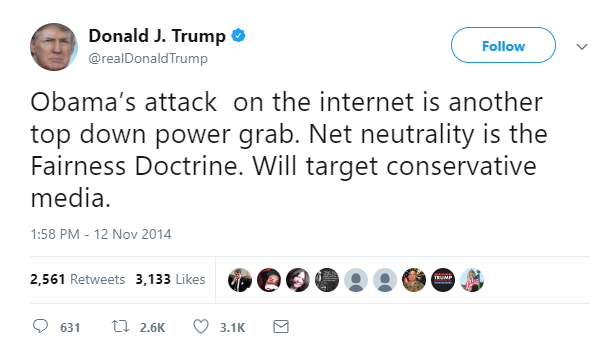 Donald J. Trump
@realDonaldTrump
Follow
Obama’s attack  on the internet is another
top down power grab. Net neutrality is the
Fairness Doctrine. Will target conservative
media.
1:58 PM - 12 Nov 2014
2,561 Retweets 3,133 Likes
TRUMP
631 2.6K 3.1K